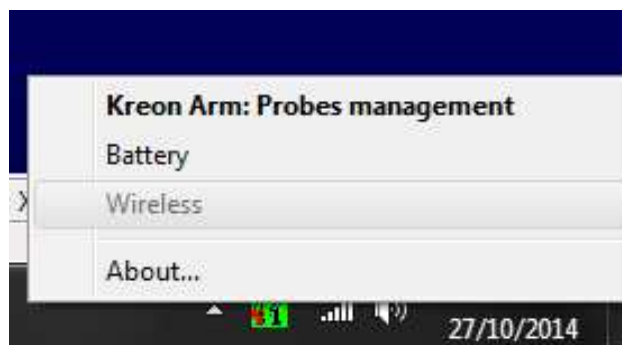 Kreon Arm: Probes management
Battery
Wireless
About...
27/10/2014